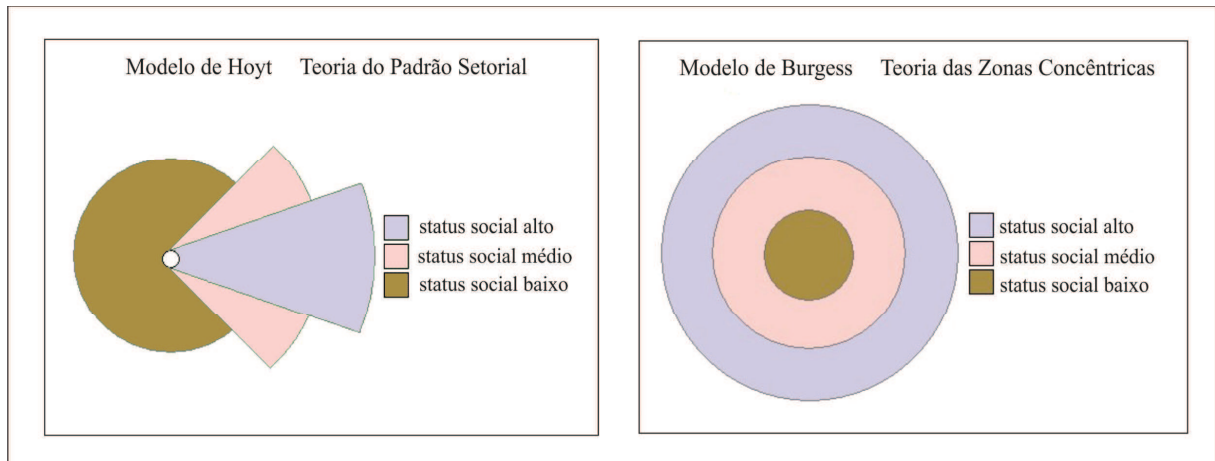 Modelo de Hoyt Teoria do Padrão Setorial
status social alto
status social médio
status social baixo
Modelo de Burgess Teoria das Zonas Concêntricas
status social alto
status social médio
status social baixo